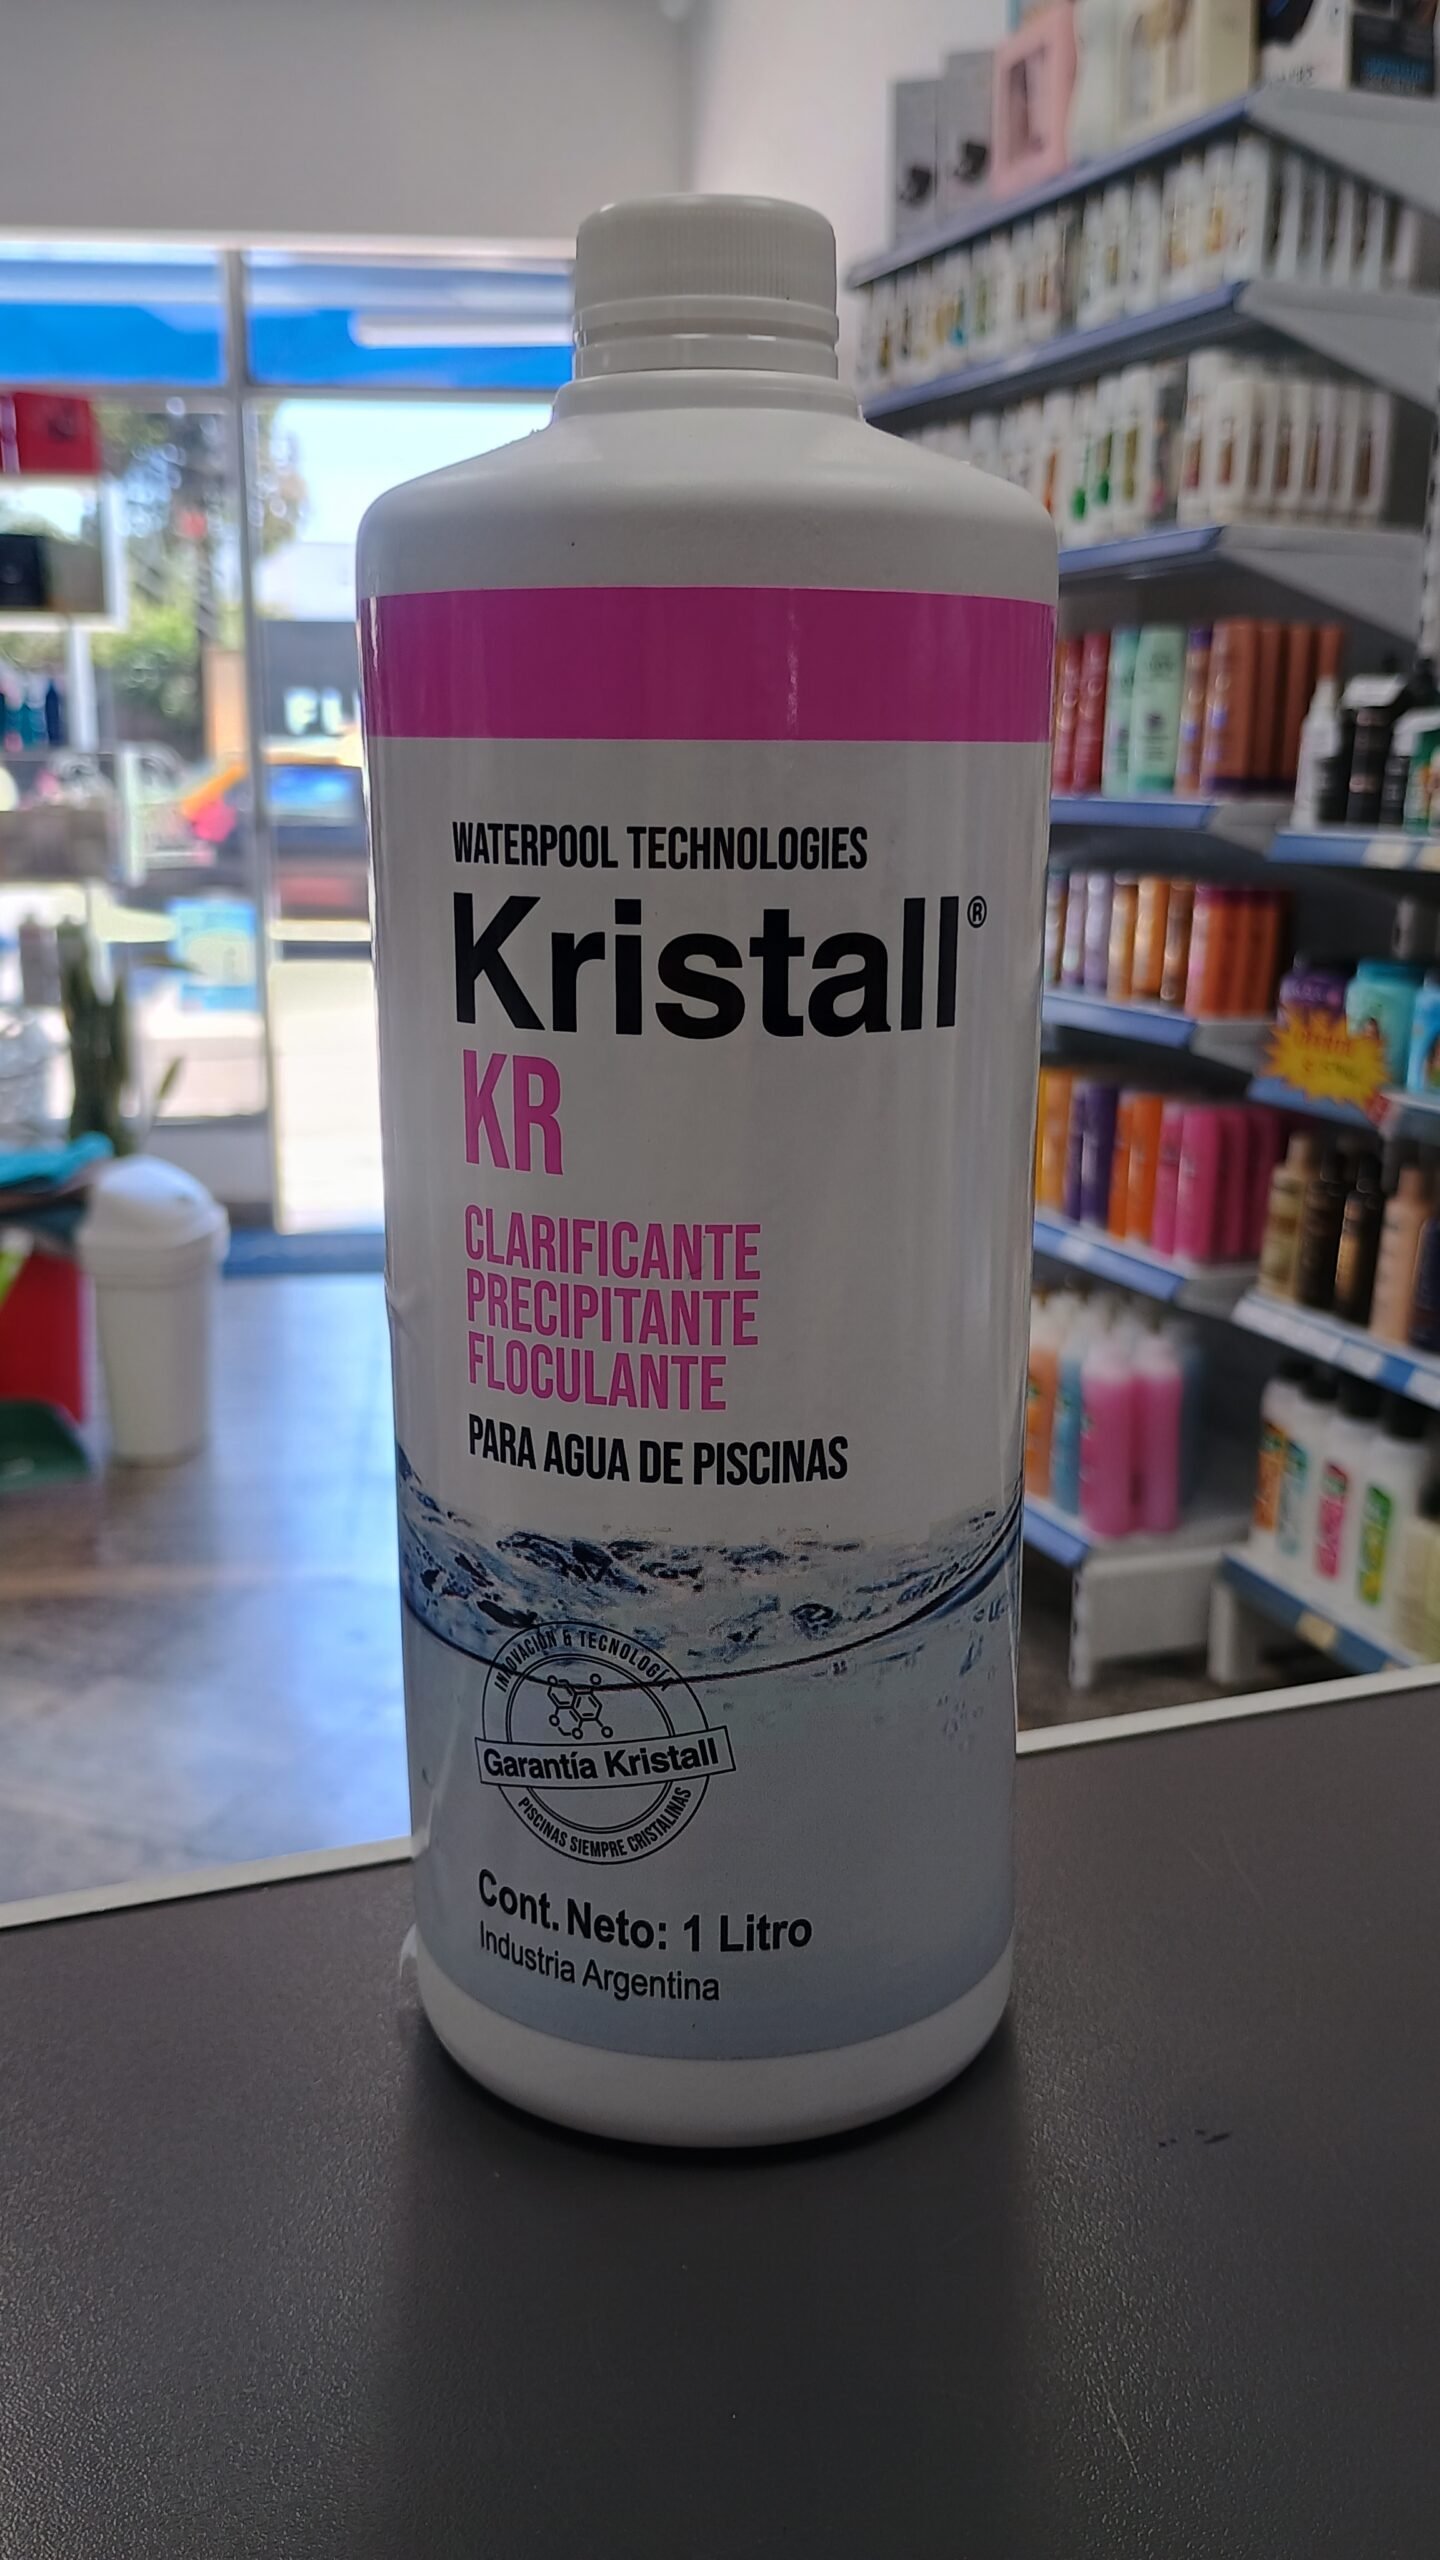 WATERPOOL TECHNOLOGIES
Kristall®
KR
CLARIFICANTE
PRECIPITANTE
FLOCULANTE
PARA AGUA DE PISCINAS
INNOVACIÓN & TECNOLOGÍA
Garantía Kristall
PISCINAS SIEMPRE CRISTALINAS
Cont. Neto: 1 Litro
Industria Argentina